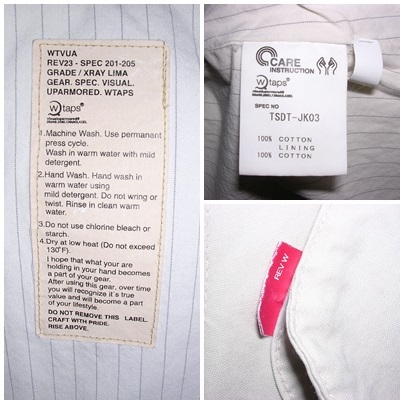 WTVUA
REV23 - SPEC 201-205
GRADE / XRAY LIMA
GEAR. SPEC. VISUAL.
UPARMORED. WTAPS
W)taps®
1.Machine Wash. Use permanent
press cycle.
Wash in warm water with mild
detergent.
2.Hand Wash. Hand wash in
warm water using
mild detergent. Do not wring or
twist. Rinse in clean warm
water.
3.Do not use chlorine bleach or
starch.
4.Dry at low heat (Do not exceed
130°F).
I hope that what your are
holding in your hand becomes
a part of your gear.
After using this gear, over time
you will recognize it´s true
value and will become a part
of your lifestyle.
DO NOT REMOVE THIS LABEL.
CRAFT WITH PRIDE.
RISE ABOVE.
CARE
INSTRUCTION
W)taps®
SPEC NO
TSDT-JK03
100% COTTON
LINING
100% COTTON
REV W